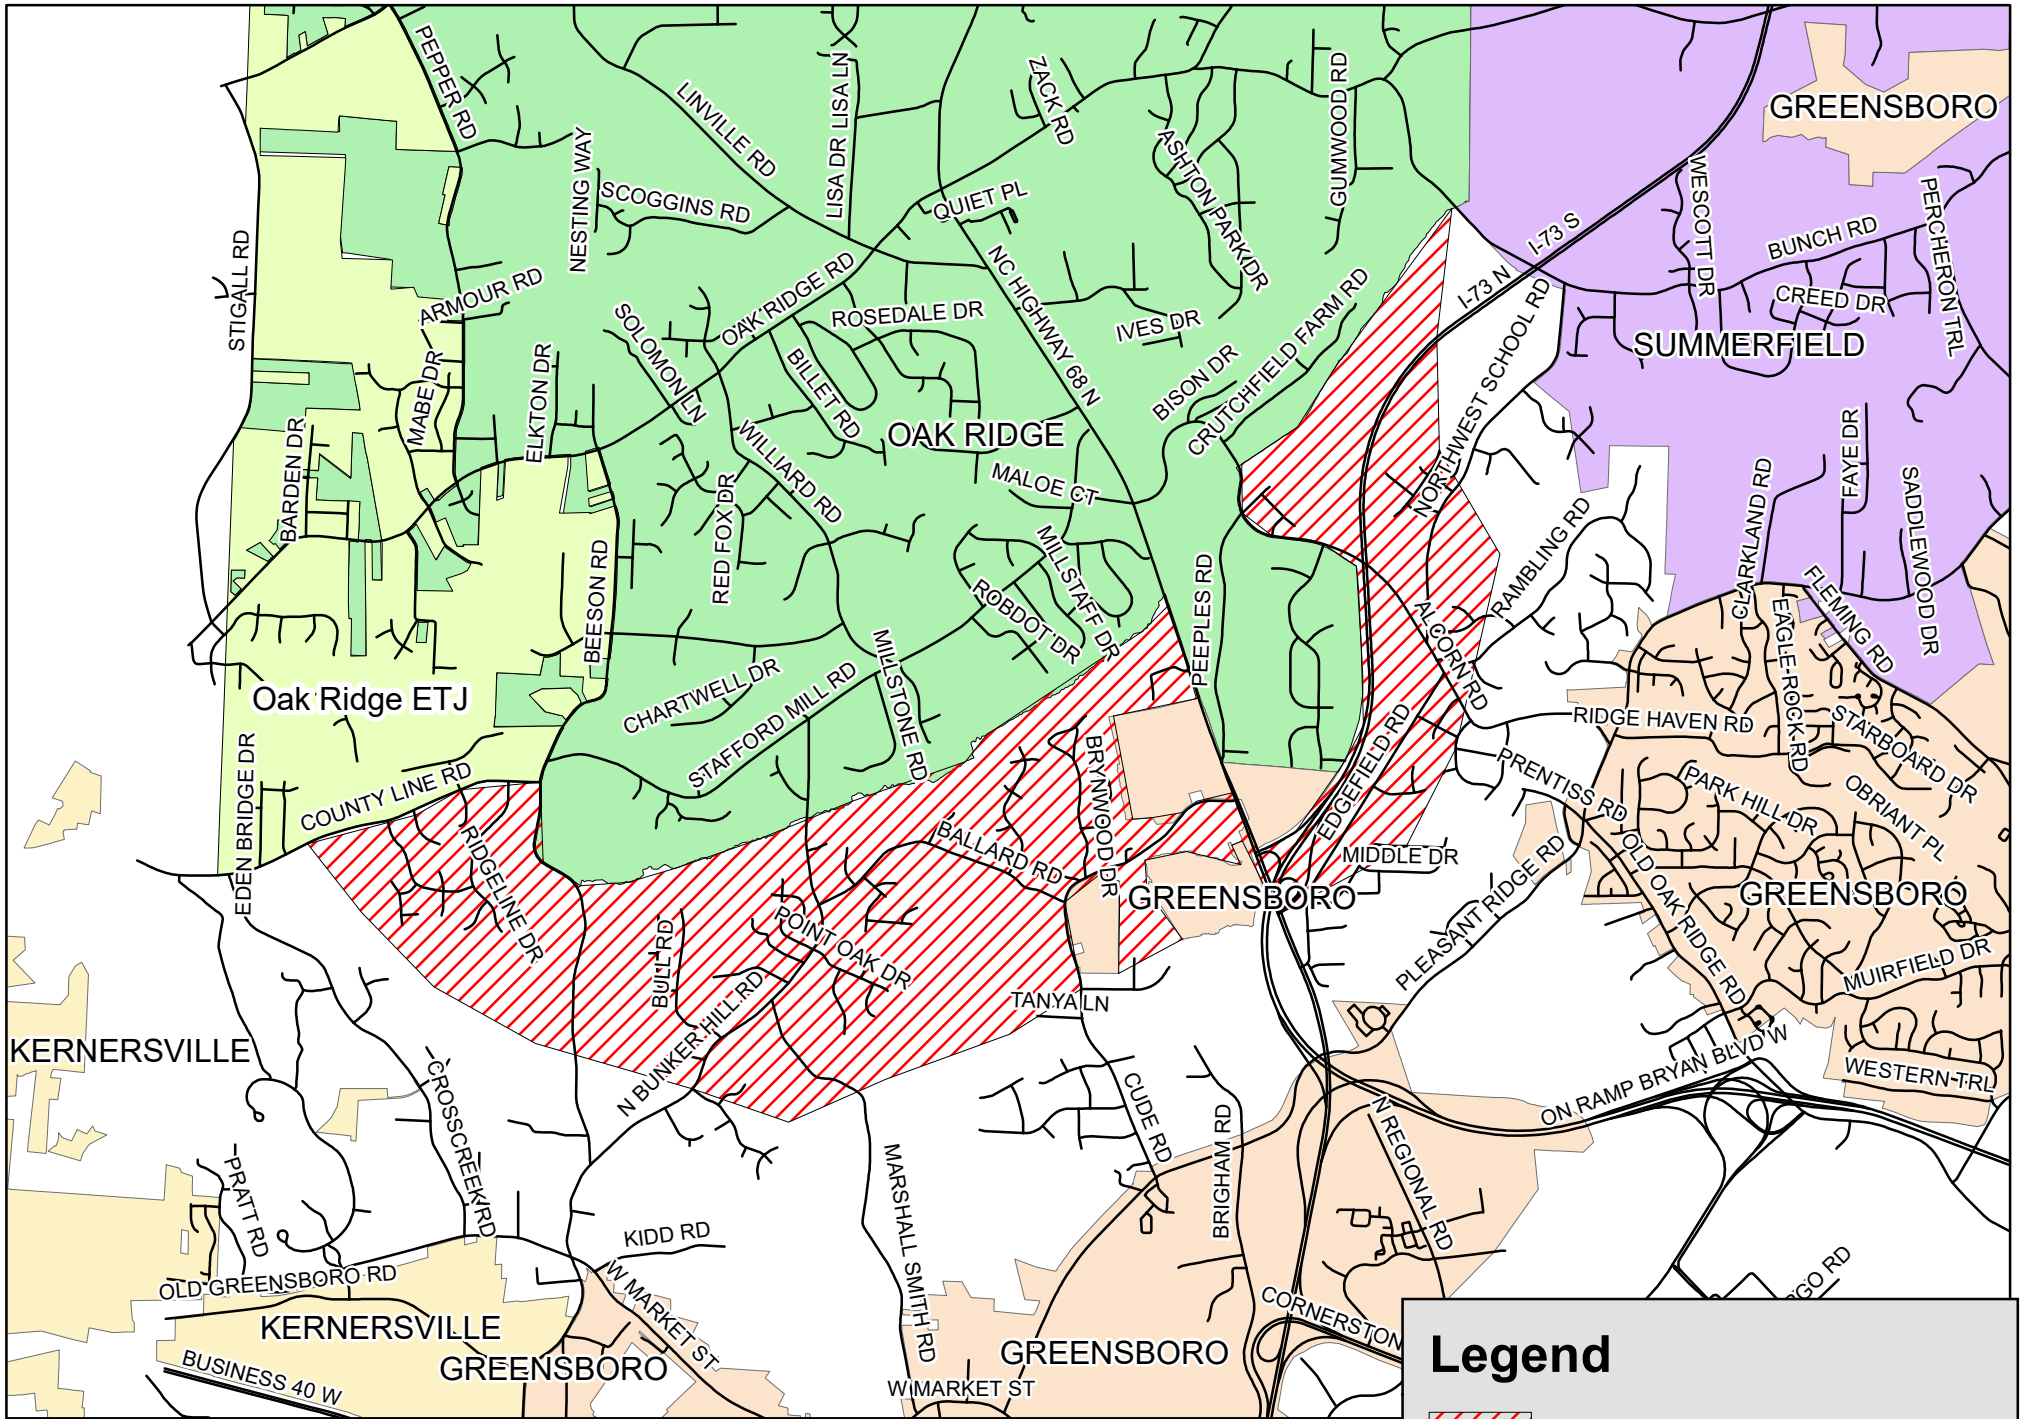 PEPPER RD
LINVILLE RD
LISA DR LISA LN
ZACK RD
GUMWOOD RD
GREENSBORO
NESTING WAY
SCOGGINS RD
QUIET PL
ASHTON PARK DR
WESCOTT DR
PERCHERON TRL
BUNCH RD
STIGALL RD
ARMOUR RD
SOLOMON LN
OAK RIDGE RD
ROSEDALE DR
NC HIGHWAY 68 N
IVES DR
I-73 N
I-73 S
CREED DR
SUMMERFIELD
MABE DR
ELKTON DR
BILLET RD
BISON DR
CRUTCHFIELD FARM RD
NORTHWEST SCHOOL RD
BARDEN DR
WILLIARD RD
OAK RIDGE
MALOE CT
RED FOX DR
CLARKLAND RD
FAYE DR
SADDLEWOOD DR
BEESON RD
MILLSTAFF DR
ROBDOT DR
PEEPLES RD
RAMBLING RD
ALCORN RD
EAGLE ROCK RD
FLEMING RD
Oak Ridge ETJ
CHARTWELL DR
STAFFORD MILL RD
MILLSTONE RD
RIDGE HAVEN RD
STARBOARD DR
EDEN BRIDGE DR
COUNTY LINE RD
BRYNWOOD DR
EDGEFIELD RD
PRENTISS RD
PARK HILL DR
OBRIANT PL
RIDGELINE DR
BALLARD RD
MIDDLE DR
GREENSBORO
PLEASANT RIDGE RD
OLD OAK RIDGE RD
GREENSBORO
BULL RD
POINT OAK DR
N BUNKER HILL RD
TANYA LN
MUIRFIELD DR
KERNERSVILLE
CROSSCREEK RD
CUDE RD
BRIGHAM RD
N REGIONAL RD
ON RAMP BRYAN BLVD W
WESTERN TRL
PRATT RD
KIDD RD
MARSHALL SMITH RD
OLD GREENSBORO RD
W MARKET ST
KERNERSVILLE
GREENSBORO
GREENSBORO
CORNERSTON
RGO RD
BUSINESS 40 W
W MARKET ST
Legend